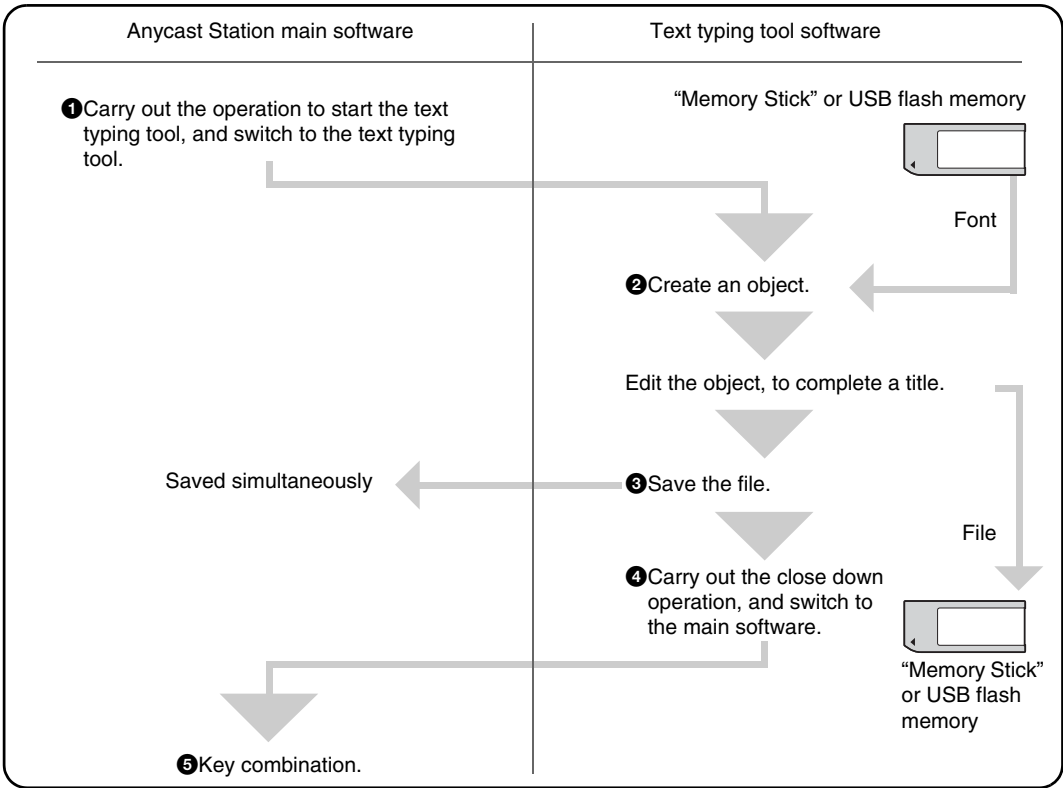 Anycast Station main software
Text typing tool software
❶Carry out the operation to start the text
typing tool, and switch to the text typing
tool.
“Memory Stick” or USB flash memory
Font
❷Create an object.
Edit the object, to complete a title.
Saved simultaneously
❸Save the file.
File
❹Carry out the close down
operation, and switch to
the main software.
“Memory Stick”
or USB flash
memory
❺Key combination.